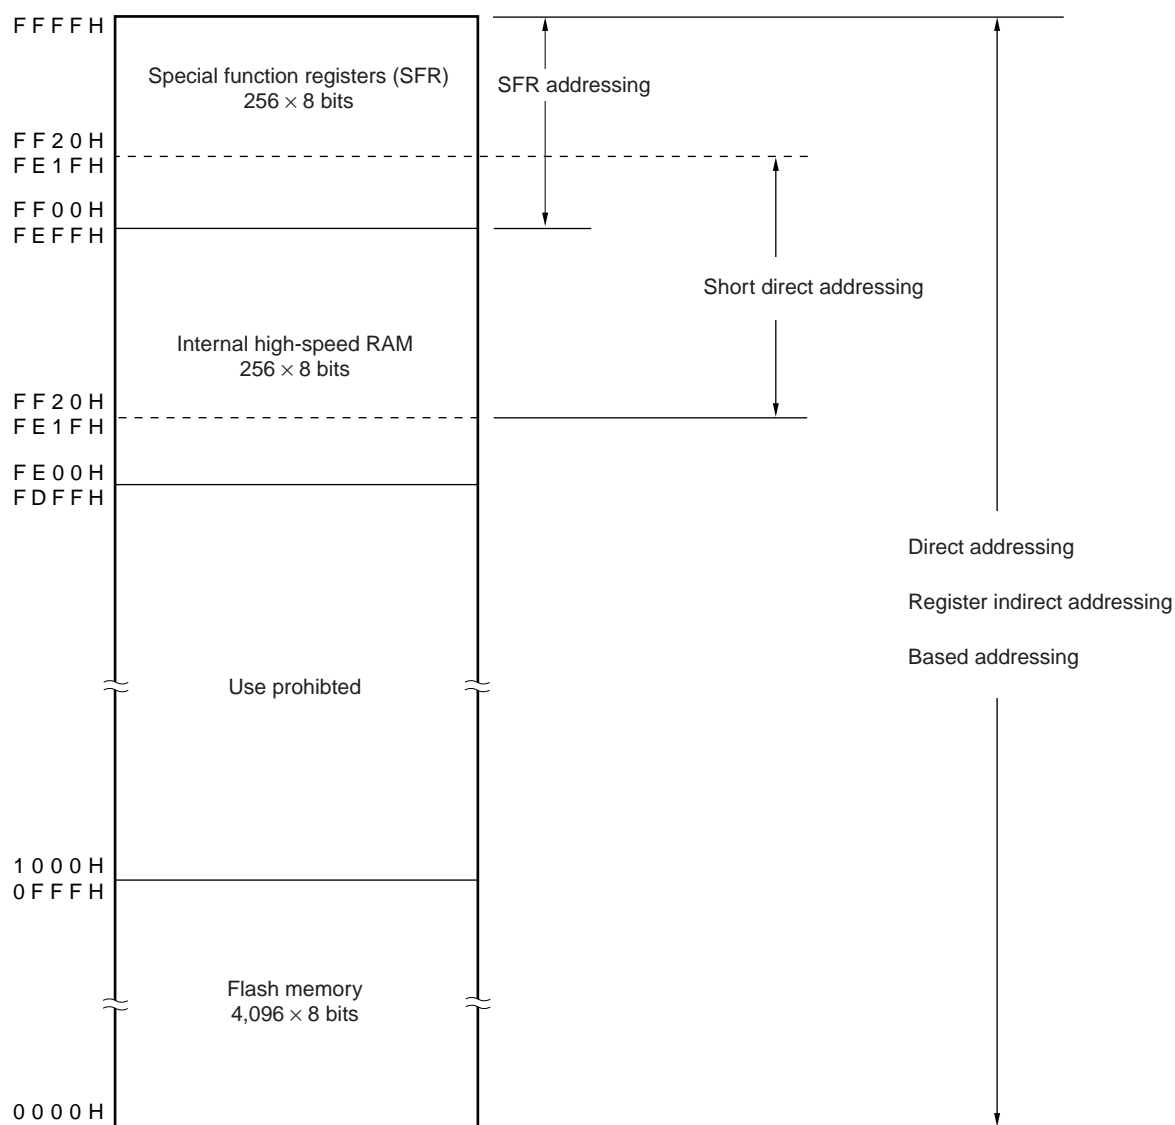 FFFFH
Special function registers (SFR)
256 × 8 bits
SFR addressing
FF20H
FE1FH
FF00H
FEFFH
Short direct addressing
Internal high-speed RAM
256 × 8 bits
FF20H
FE1FH
FE00H
FDFFH
Direct addressing
Register indirect addressing
Based addressing
Use prohibted
1000H
0FFFH
Flash memory
4,096 × 8 bits
0000H